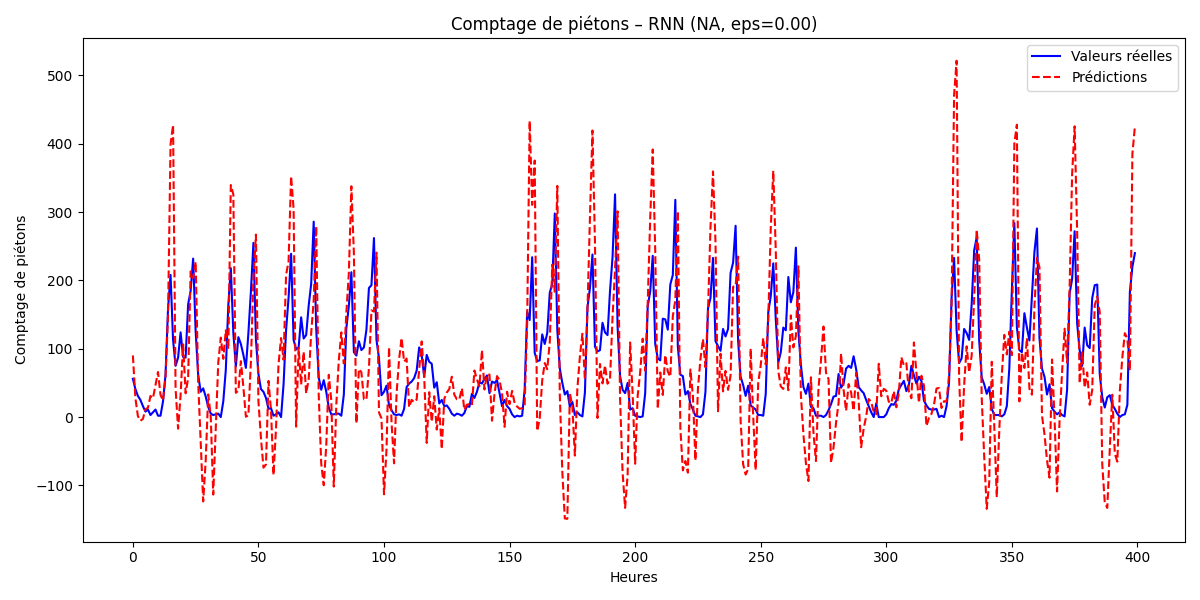 Comptage de piétons – RNN (NA, eps=0.00)
Valeurs réelles
Prédictions
Comptage de piétons
500
400
300
200
100
0
−100
0 50 100 150 200 250 300 350 400
Heures